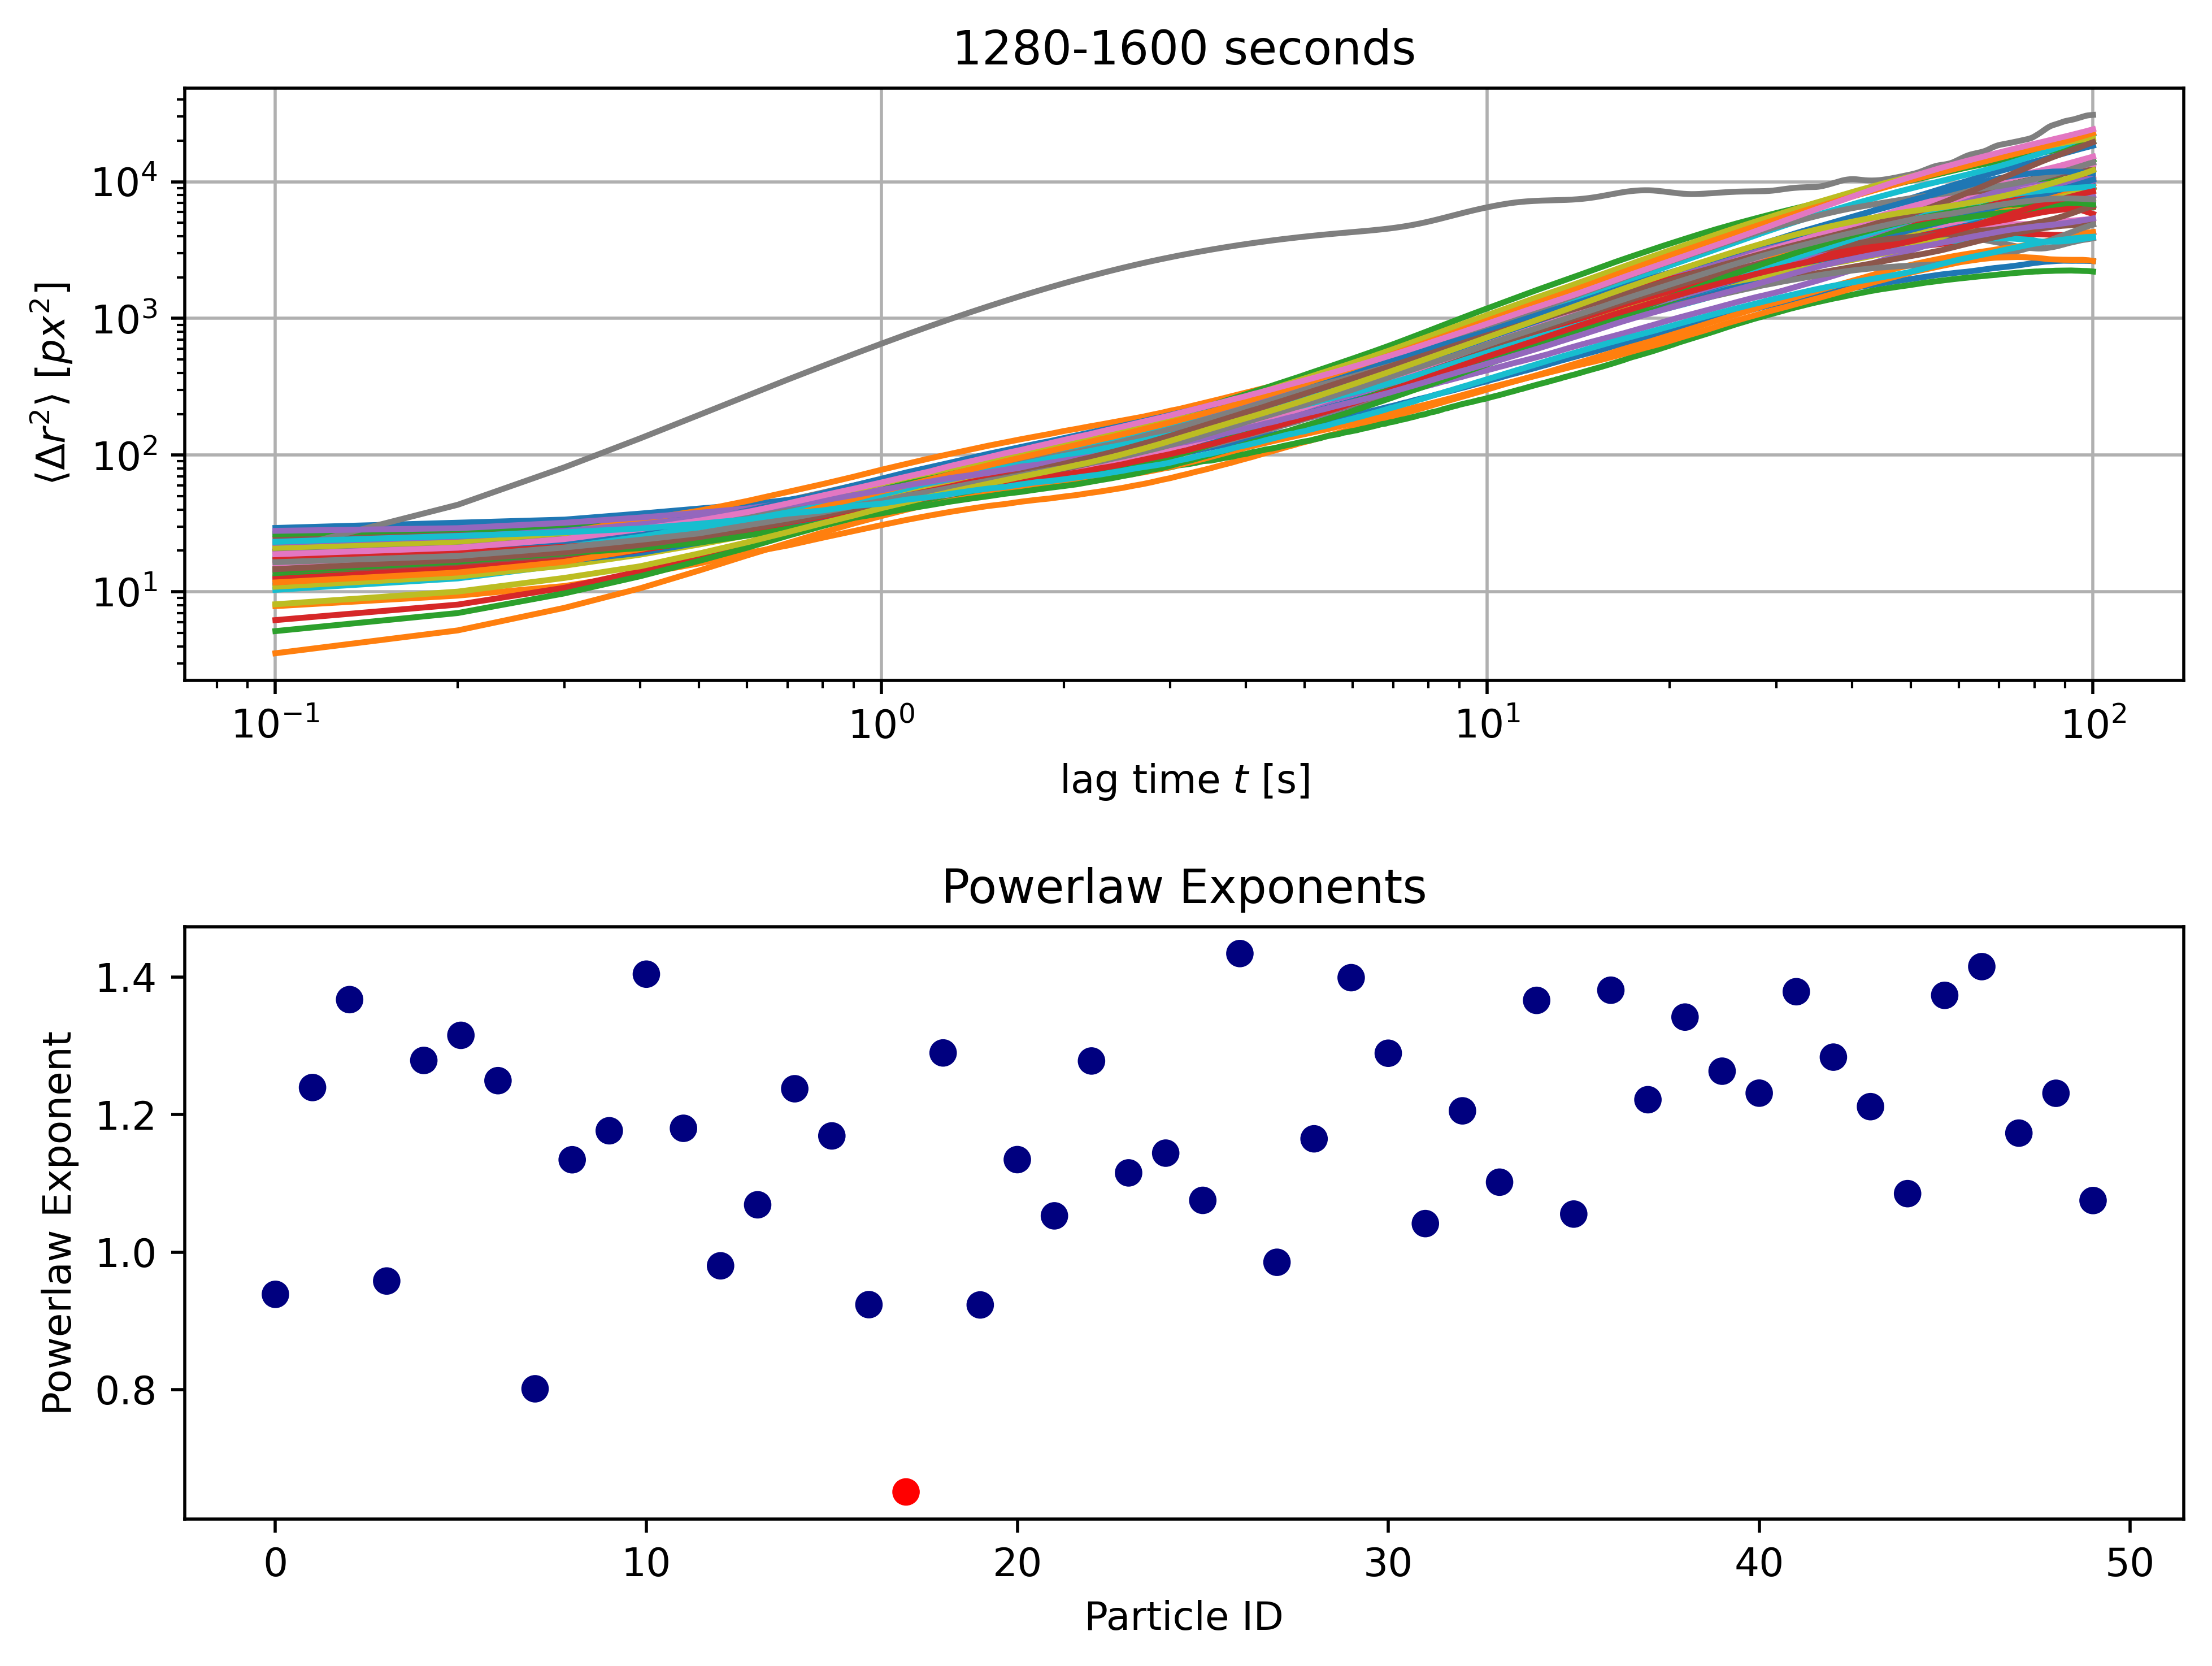 1280-1600 seconds
⟨Δr²⟩ [px²]
10⁴
10³
10²
10¹
10⁻¹ 10⁰ 10¹ 10²
lag time t [s]
Powerlaw Exponents
Powerlaw Exponent
1.4
1.2
1.0
0.8
0 10 20 30 40 50
Particle ID